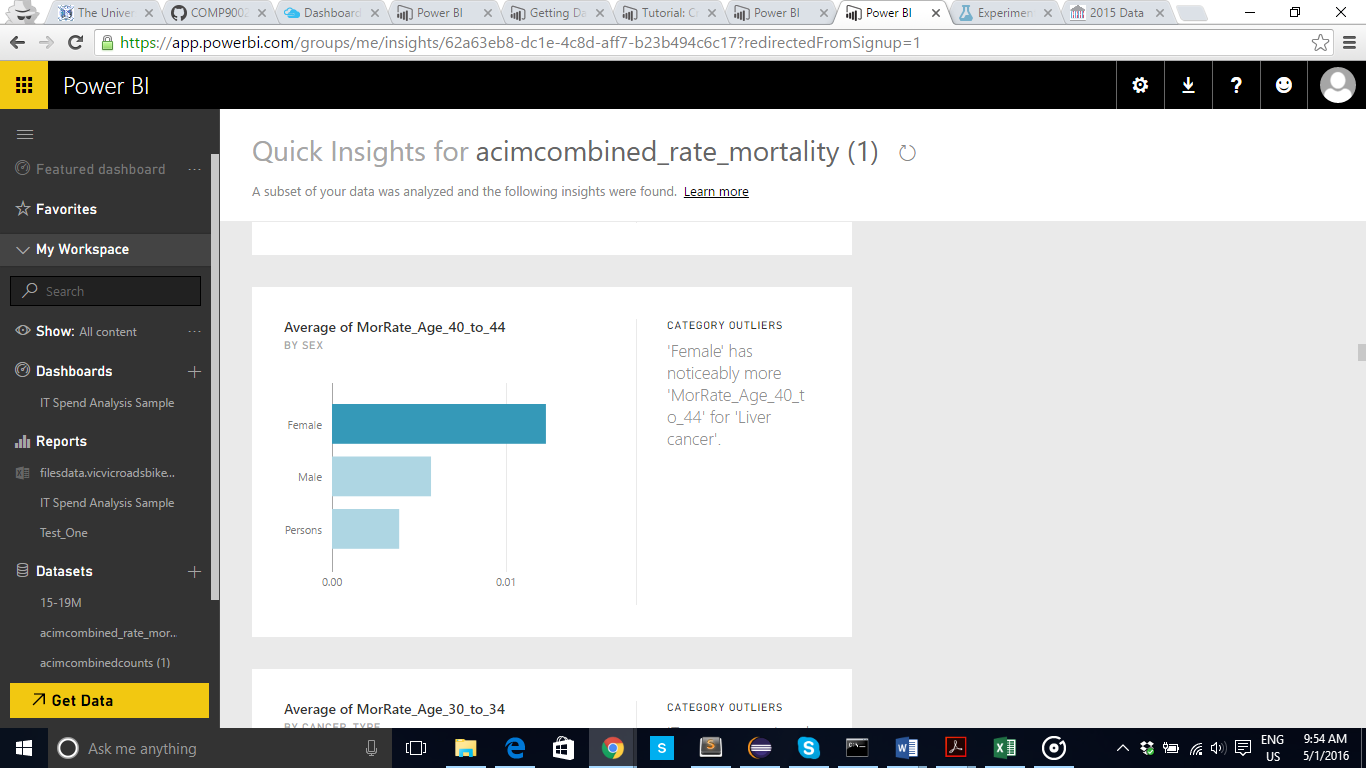 The Univer
COMP900
Dashboard
Power BI
Getting Da
Tutorial: C
Power BI
Power BI
Experimen
2015 Data
https://app.powerbi.com/groups/me/insights/62a63eb8-dc1e-4c8d-aff7-b23b494c6c17?redirectedFromSignup=1
Power BI
?
Featured dashboard
Favorites
My Workspace
Search
Show: All content
Dashboards
IT Spend Analysis Sample
Reports
filesdata.vicvicroadsbike...
IT Spend Analysis Sample
Test_One
Datasets
15-19M
acimcombined_rate_mor...
acimcombinedcounts (1)
Get Data
Quick Insights for acimcombined_rate_mortality (1)
A subset of your data was analyzed and the following insights were found. Learn more
Average of MorRate_Age_40_to_44
BY SEX
Female
Male
Persons
0.00 0.01
CATEGORY OUTLIERS
'Female' has
noticeably more
'MorRate_Age_40_t
o_44' for 'Liver
cancer'.
Average of MorRate_Age_30_to_34
BY CANCER_TYPE
CATEGORY OUTLIERS
Ask me anything
ENG
US
9:54 AM
5/1/2016